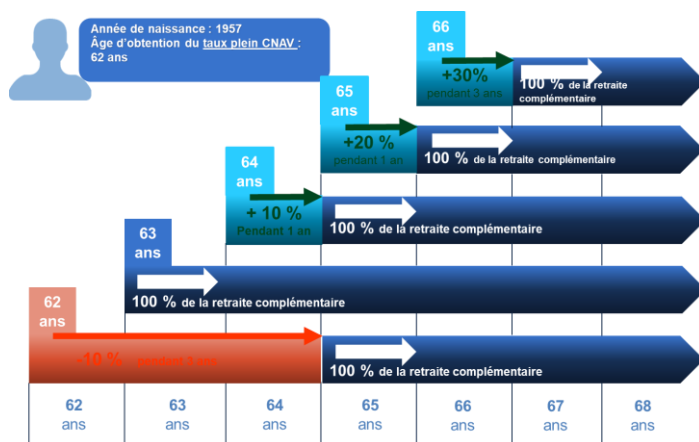 Année de naissance : 1957
Âge d'obtention du taux plein CNAV :
62 ans
66
ans
+30%
pendant 3 ans
100 % de la retraite
complémentaire
65
ans
+20 %
pendant 1 an
100 % de la retraite complémentaire
64
ans
+ 10 %
Pendant 1 an
100 % de la retraite complémentaire
63
ans
100 % de la retraite complémentaire
62
ans
-10 % pendant 3 ans
100 % de la retraite complémentaire
62 63 64 65 66 67 68
ans ans ans ans ans ans ans